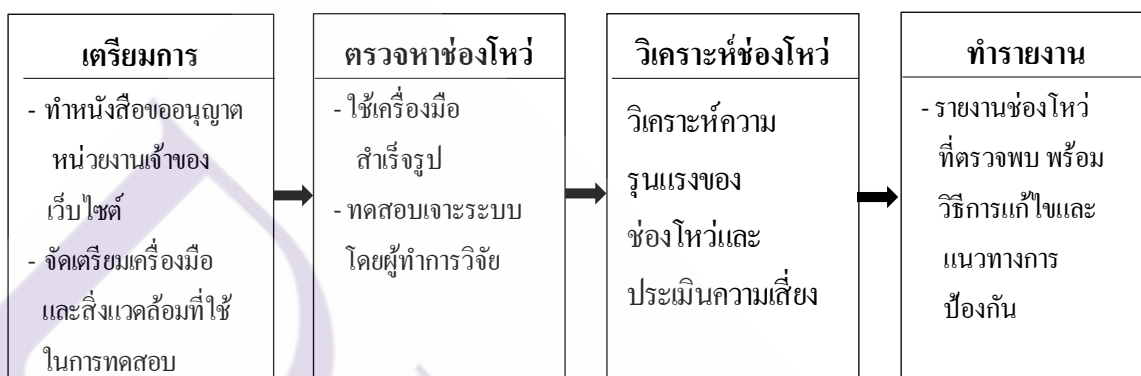 เตรียมการ
- ทำหนังสือขออนุญาต
หน่วยงานเจ้าของ
เว็บไซต์
- จัดเตรียมเครื่องมือ
และสิ่งแวดล้อมที่ใช้
ในการทดสอบ
ตรวจหาช่องโหว่
- ใช้เครื่องมือ
สำเร็จรูป
- ทดสอบเจาะระบบ
โดยผู้ทำการวิจัย
วิเคราะห์ช่องโหว่
วิเคราะห์ความ
รุนแรงของ
ช่องโหว่และ
ประเมินความเสี่ยง
ทำรายงาน
- รายงานช่องโหว่
ที่ตรวจพบ พร้อม
วิธีการแก้ไขและ
แนวทางการ
ป้องกัน